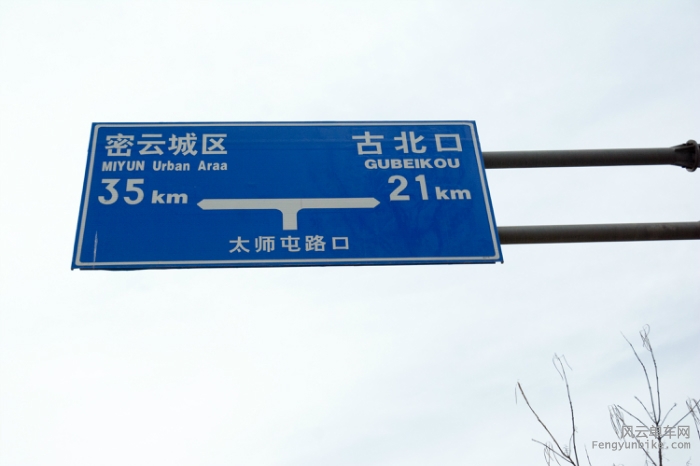 密云城区
MIYUN Urban Araa
35 km
古北口
GUBEIKOU
21 km
太师屯路口
风云单车网
Fengyunbike.com